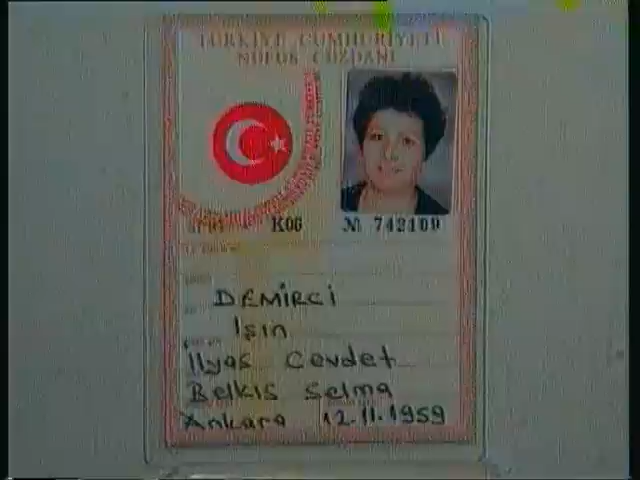 TÜRKİYE CUMHURİYETİ
NÜFUS CÜZDANI
K06 № 742109
DEMİRCİ
Işın
İlyas Cevdet
Belkıs Selma
Ankara 12.11.1959